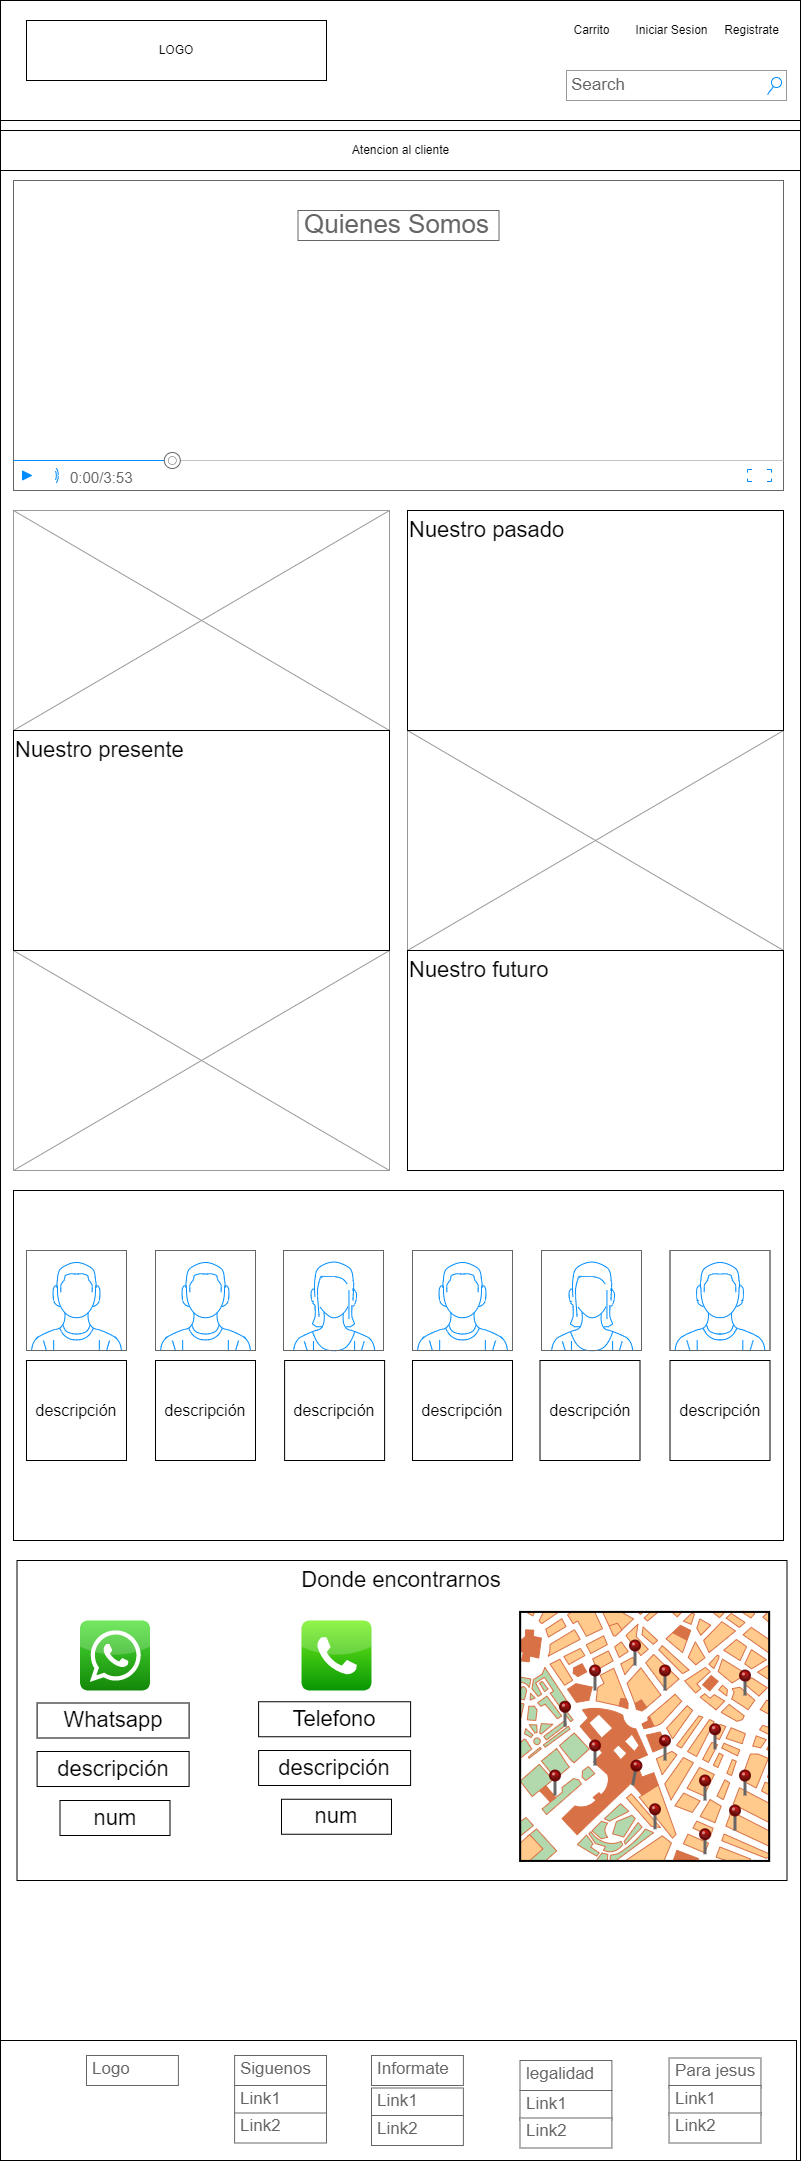 LOGO
Carrito
Iniciar Sesion
Registrate
Search
Atencion al cliente
Quienes Somos
0:00/3:53
Nuestro pasado
Nuestro presente
Nuestro futuro
descripción
descripción
descripción
descripción
descripción
descripción
Donde encontrarnos
Whatsapp
descripción
num
Telefono
descripción
num
Logo
Siguenos
Link1
Link2
Informate
Link1
Link2
legalidad
Link1
Link2
Para jesus
Link1
Link2